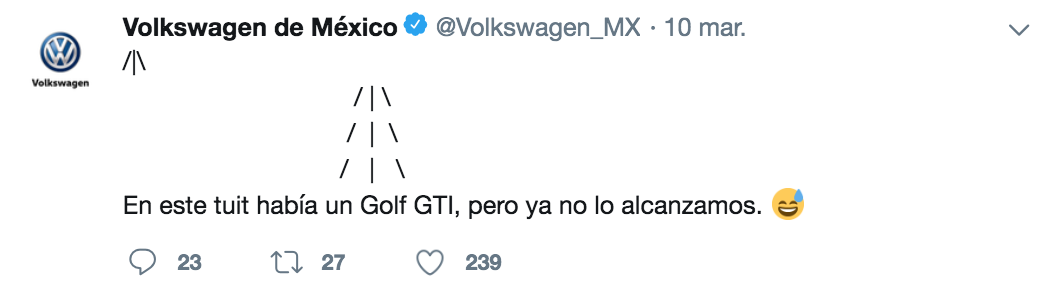 Volkswagen de México @Volkswagen_MX · 10 mar.
Volkswagen
/|\
/ | \
/ | \
/ | \
En este tuit había un Golf GTI, pero ya no lo alcanzamos. 😅
23 27 239